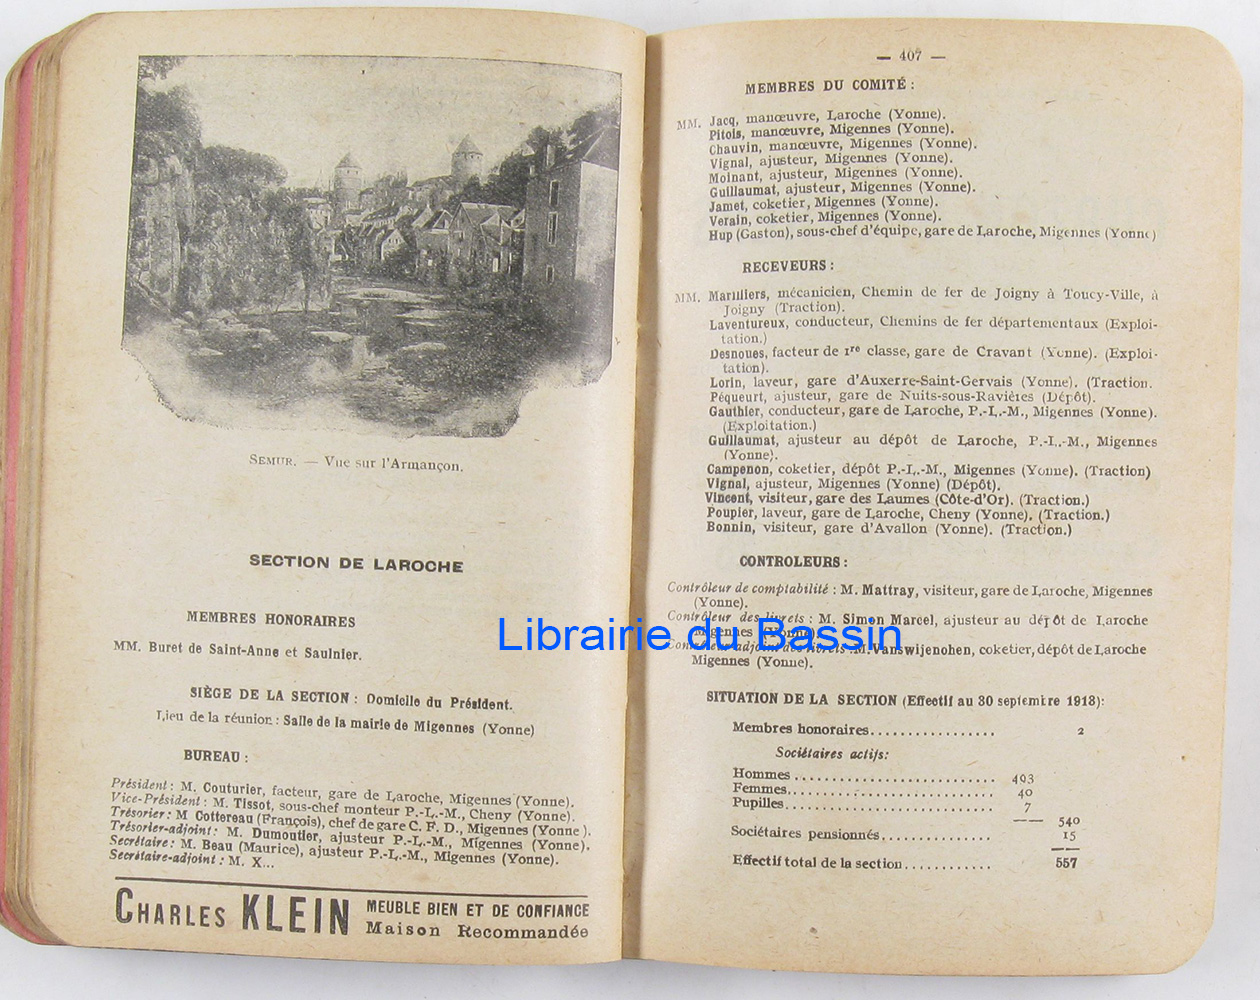 SEMUR. — Vue sur l'Armançon.
SECTION DE LAROCHE
MEMBRES HONORAIRES
MM. Buret de Saint-Anne et Saulnier.
SIÈGE DE LA SECTION : Domicile du Président.
Lieu de la réunion : Salle de la mairie de Migennes (Yonne)
BUREAU :
Président : M. Couturier, facteur, gare de Laroche, Migennes (Yonne).
Vice-Président : M. Tissot, sous-chef monteur P.-L.-M., Cheny (Yonne).
Trésorier : M Cottereau (François), chef de gare C. F. D., Migennes (Yonne).
Trésorier-adjoint : M. Dumoutier, ajusteur P.-L.-M., Migennes (Yonne).
Secrétaire : M. Beau (Maurice), ajusteur P.-L.-M., Migennes (Yonne).
Secrétaire-adjoint : M. X...
CHARLES KLEIN MEUBLE BIEN ET DE CONFIANCE
Maison Recommandée
— 407 —
MEMBRES DU COMITÉ :
MM. Jacq, manœuvre, Laroche (Yonne).
Pitois, manœuvre, Migennes (Yonne).
Chauvin, manœuvre, Migennes (Yonne).
Vignal, ajusteur, Migennes (Yonne).
Moinant, ajusteur, Migennes (Yonne).
Guillaumat, ajusteur, Migennes (Yonne).
Jamet, coketier, Migennes (Yonne).
Verain, coketier, Migennes (Yonne).
Hup (Gaston), sous-chef d'équipe, gare de Laroche, Migennes (Yonne)
RECEVEURS :
MM. Marilliers, mécanicien, Chemin de fer de Joigny à Toucy-Ville, à
Joigny (Traction).
Laventureux, conducteur, Chemins de fer départementaux (Exploi-
tation.)
Desnoues, facteur de 1re classe, gare de Cravant (Yonne). (Exploi-
tation).
Lorin, laveur, gare d'Auxerre-Saint-Gervais (Yonne). (Traction.
Péqueurt, ajusteur, gare de Nuits-sous-Ravières (Dépôt).
Gauthier, conducteur, gare de Laroche, P.-L.-M., Migennes (Yonne).
(Exploitation.)
Guillaumat, ajusteur au dépôt de Laroche, P.-L.-M., Migennes
(Yonne).
Campenon, coketier, dépôt P.-L.-M., Migennes (Yonne). (Traction)
Vignal, ajusteur, Migennes (Yonne) (Dépôt).
Vincent, visiteur, gare des Laumes (Côte-d'Or). (Traction.)
Poupier, laveur, gare de Laroche, Cheny (Yonne). (Traction.)
Bonnin, visiteur, gare d'Avallon (Yonne). (Traction.)
CONTROLEURS :
Contrôleur de comptabilité : M. Mattray, visiteur, gare de Laroche, Migennes
(Yonne).
Contrôleur des livrets : M. Simon Marcel, ajusteur au dépôt de Laroche
Migennes (Yonne).
Contrôleur adjoint des livrets : M. Vanswijenohen, coketier, dépôt de Laroche
Migennes (Yonne).
Librairie du Bassin
SITUATION DE LA SECTION (Effectif au 30 septembre 1913):
Membres honoraires................. 2
Sociétaires actifs:
Hommes.......................... 493
Femmes.......................... 40
Pupilles.......................... 7
—— 540
Sociétaires pensionnés.............. 15
Effectif total de la section............ 557